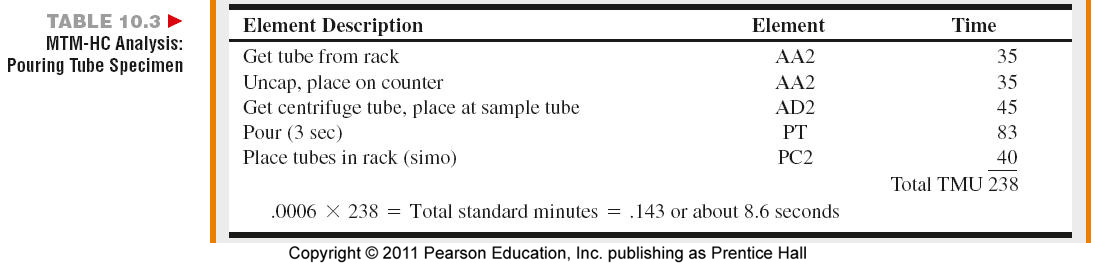 TABLE 10.3 ▶
MTM-HC Analysis:
Pouring Tube Specimen
Element Description Element Time
Get tube from rack AA2 35
Uncap, place on counter AA2 35
Get centrifuge tube, place at sample tube AD2 45
Pour (3 sec) PT 83
Place tubes in rack (simo) PC2 40
Total TMU 238
.0006 × 238 = Total standard minutes = .143 or about 8.6 seconds
Copyright © 2011 Pearson Education, Inc. publishing as Prentice Hall